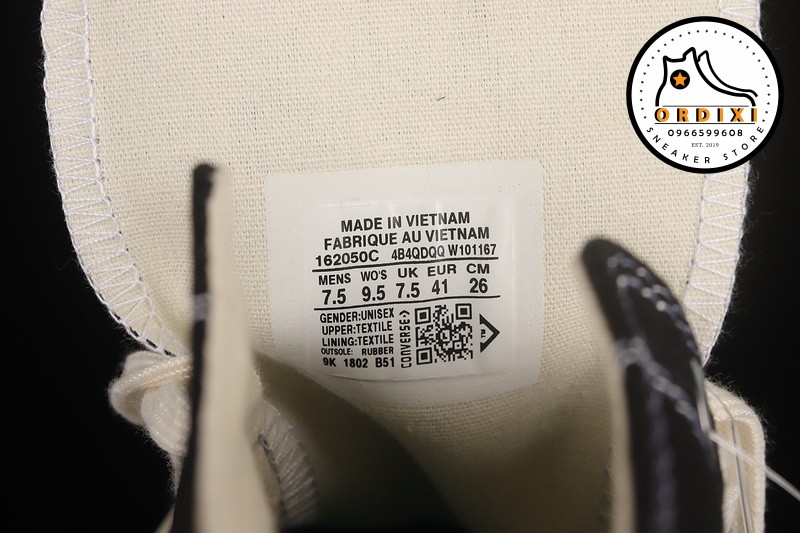 ORDIXI
0966599608
EST. 2019
SNEAKER STORE
MADE IN VIETNAM
FABRIQUE AU VIETNAM
162050C 4B4QDQQ W101167
MENS WO'S UK EUR CM
7.5 9.5 7.5 41 26
GENDER:UNISEX
UPPER:TEXTILE
LINING:TEXTILE
OUTSOLE: RUBBER
9K 1802 B51
CONVERSE